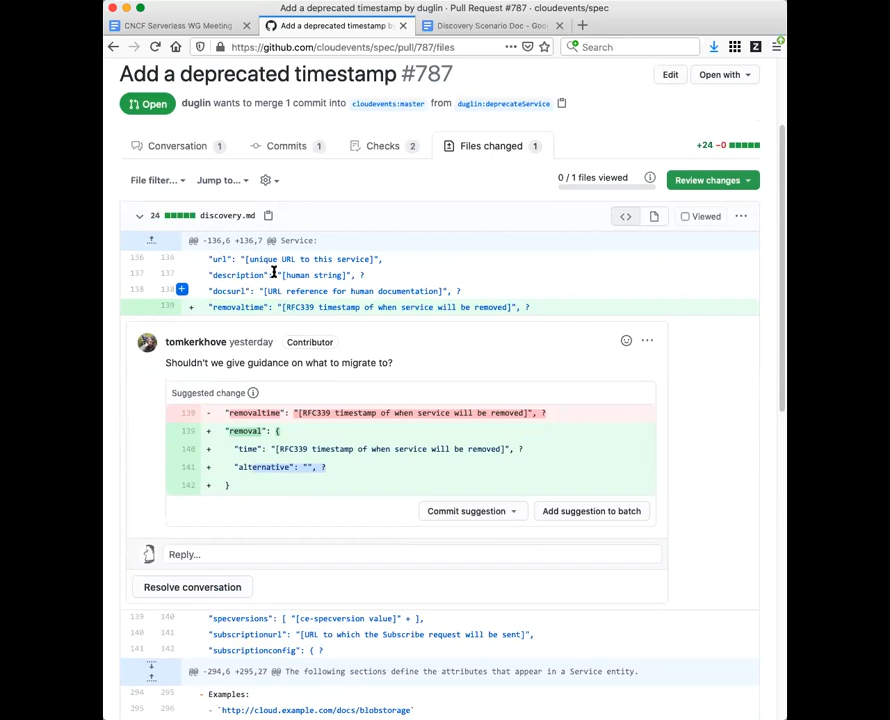 Add a deprecated timestamp by duglin · Pull Request #787 · cloudevents/spec
CNCF Serverless WG Meeting
Add a deprecated timestamp by
Discovery Scenario Doc - Goo
https://github.com/cloudevents/spec/pull/787/files
Search
Add a deprecated timestamp #787
Edit
Open with
Open
duglin wants to merge 1 commit into cloudevents:master from duglin:deprecateService
Conversation 1
Commits 1
Checks 2
Files changed 1
+24 −0
File filter...
Jump to...
0 / 1 files viewed
Review changes
24 discovery.md
Viewed
@@ -136,6 +136,7 @@ Service:
136 136 "url": "[unique URL to this service]",
137 137 "description": "[human string]", ?
138 138 "docsurl": "[URL reference for human documentation]", ?
139 + "removaltime": "[RFC339 timestamp of when service will be removed]", ?
tomkerkhove yesterday Contributor
Shouldn't we give guidance on what to migrate to?
Suggested change
139 - "removaltime": "[RFC339 timestamp of when service will be removed]", ?
139 + "removal": {
140 + "time": "[RFC339 timestamp of when service will be removed]", ?
141 + "alternative": "", ?
142 + }
Commit suggestion
Add suggestion to batch
Reply...
Resolve conversation
139 140 "specversions": [ "[ce-specversion value]" + ],
140 141 "subscriptionurl": "[URL to which the Subscribe request will be sent]",
141 142 "subscriptionconfig": { ?
@@ -294,6 +295,27 @@ The following sections define the attributes that appear in a Service entity.
294 295 - Examples:
295 296 - `http://cloud.example.com/docs/blobstorage`